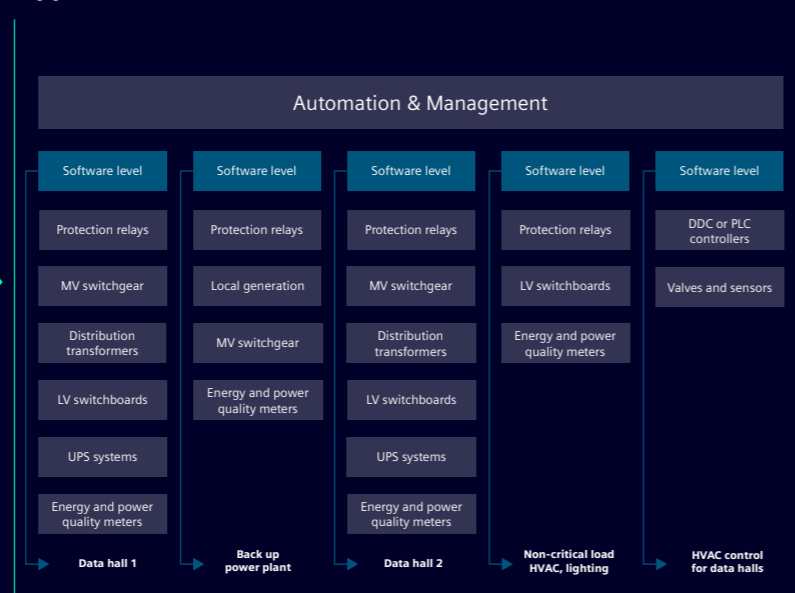 Automation & Management
Software level
Protection relays
MV switchgear
Distribution
transformers
LV switchboards
UPS systems
Energy and power
quality meters
Data hall 1
Software level
Protection relays
Local generation
MV switchgear
Energy and power
quality meters
Back up
power plant
Software level
Protection relays
MV switchgear
Distribution
transformers
LV switchboards
UPS systems
Energy and power
quality meters
Data hall 2
Software level
Protection relays
LV switchboards
Energy and power
quality meters
Non-critical load
HVAC, lighting
Software level
DDC or PLC
controllers
Valves and sensors
HVAC control
for data halls